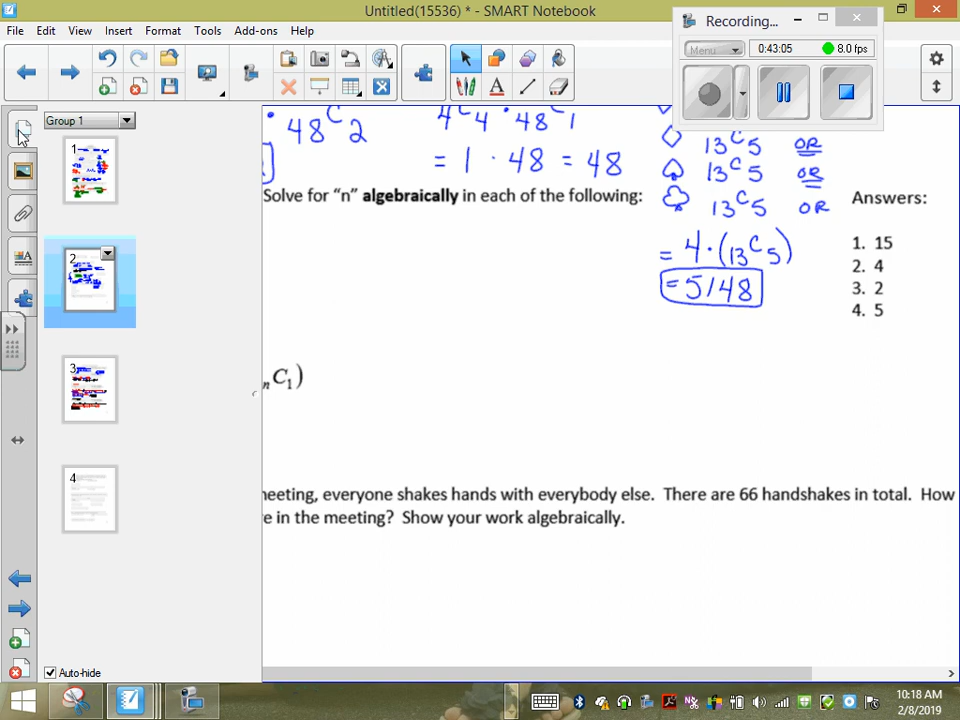 Untitled(15536) * - SMART Notebook
File Edit View Insert Format Tools Add-ons Help
Recording...
Menu
0:43:05
8.0 fps
Group 1
1
2
3
4
Auto-hide
· 48C2
4C4 · 48C1
= 1 · 48 = 48
13C5 OR
13C5 OR
13C5 OR
= 4 · (13C5)
= 5148
Solve for “n” algebraically in each of the following:
Answers:
1. 15
2. 4
3. 2
4. 5
nC1)
meeting, everyone shakes hands with everybody else. There are 66 handshakes in total. How
e in the meeting? Show your work algebraically.
10:18 AM
2/8/2019